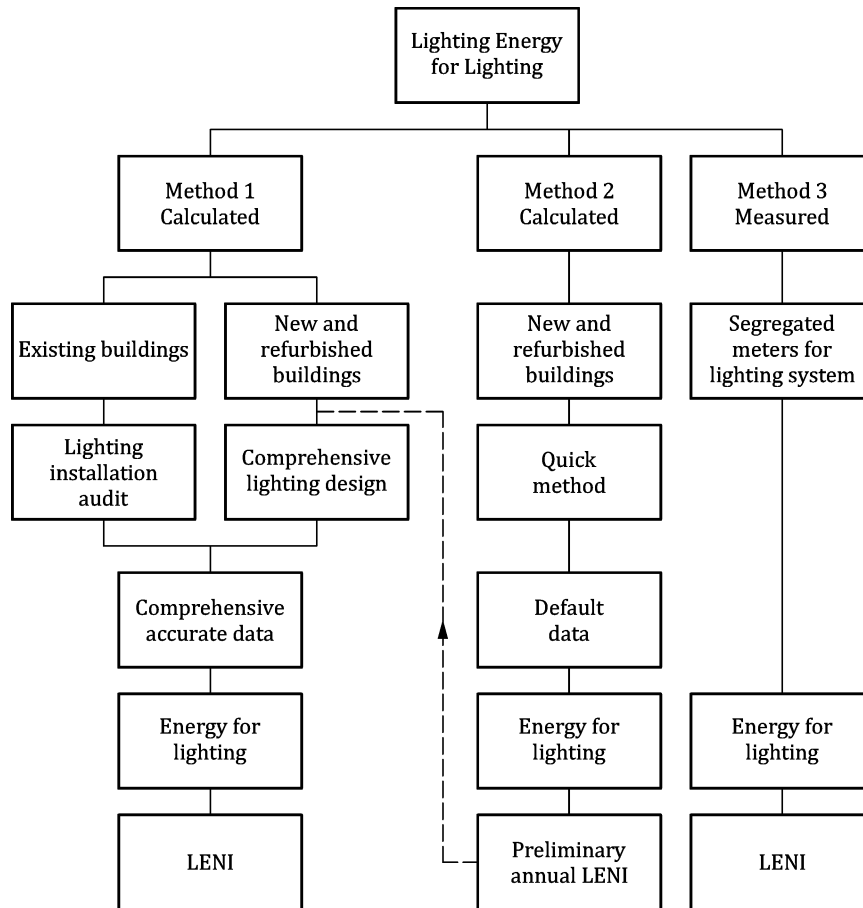 Lighting Energy
for Lighting
Method 1
Calculated
Method 2
Calculated
Method 3
Measured
Existing buildings
New and
refurbished
buildings
New and
refurbished
buildings
Segregated
meters for
lighting system
Lighting
installation
audit
Comprehensive
lighting design
Quick
method
Comprehensive
accurate data
Default
data
Energy for
lighting
Energy for
lighting
Energy for
lighting
LENI
Preliminary
annual LENI
LENI